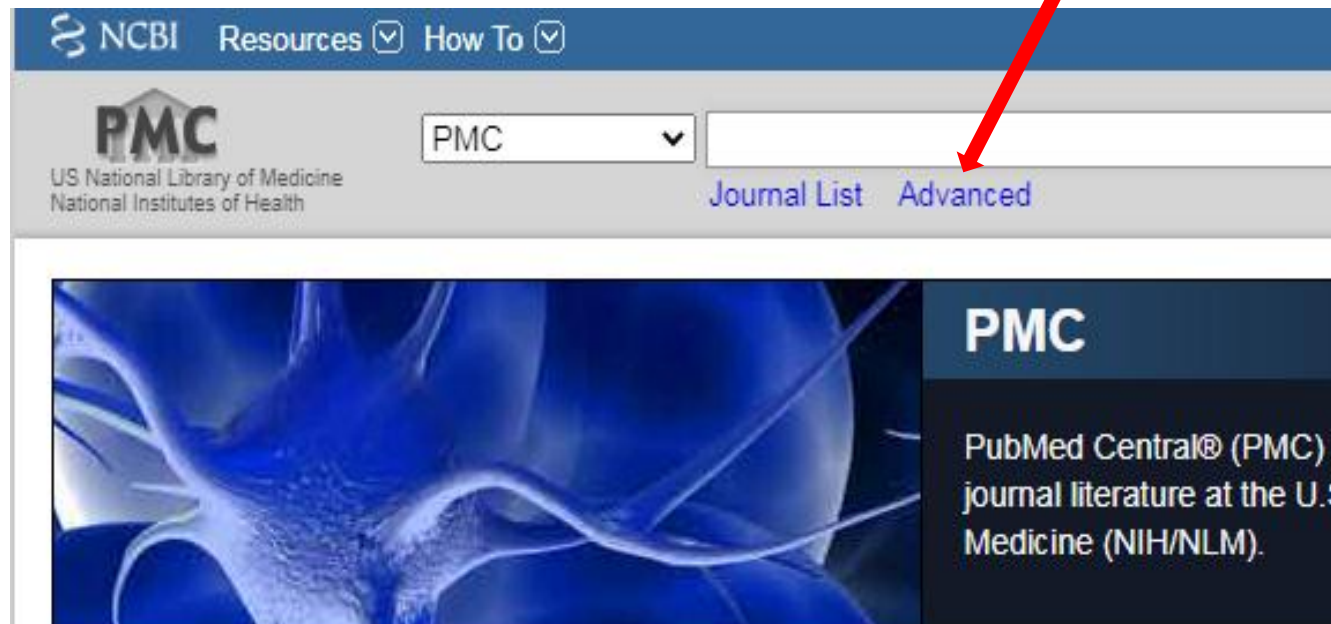 NCBI Resources How To
PMC
US National Library of Medicine
National Institutes of Health
PMC
Journal List Advanced
PMC
PubMed Central® (PMC)
journal literature at the U.S
Medicine (NIH/NLM).